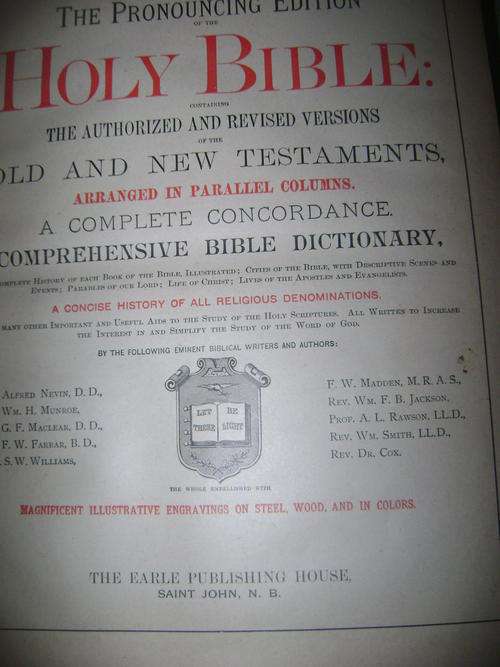 THE PRONOUNCING EDITION
OF THE
HOLY BIBLE:
CONTAINING
THE AUTHORIZED AND REVISED VERSIONS
OF THE
OLD AND NEW TESTAMENTS,
ARRANGED IN PARALLEL COLUMNS.
A COMPLETE CONCORDANCE.
COMPREHENSIVE BIBLE DICTIONARY,
COMPLETE HISTORY OF EACH BOOK OF THE BIBLE, ILLUSTRATED; CITIES OF THE BIBLE, WITH DESCRIPTIVE SCENES AND
EVENTS; PARABLES OF OUR LORD; LIFE OF CHRIST; LIVES OF THE APOSTLES AND EVANGELISTS.
A CONCISE HISTORY OF ALL RELIGIOUS DENOMINATIONS.
MANY OTHER IMPORTANT AND USEFUL AIDS TO THE STUDY OF THE HOLY SCRIPTURES. ALL WRITTEN TO INCREASE
THE INTEREST IN AND SIMPLIFY THE STUDY OF THE WORD OF GOD.
BY THE FOLLOWING EMINENT BIBLICAL WRITERS AND AUTHORS:
ALFRED NEVIN, D. D.,
WM. H. MUNROE,
G. F. MACLEAR, D. D.,
F. W. FARRAR, B. D.,
S. W. WILLIAMS,
LET THERE
BE LIGHT
F. W. MADDEN, M. R. A. S.,
REV. WM. F. B. JACKSON,
PROF. A. L. RAWSON, LL.D.,
REV. WM. SMITH, LL.D.,
REV. DR. COX.
THE WHOLE EMBELLISHED WITH
MAGNIFICENT ILLUSTRATIVE ENGRAVINGS ON STEEL, WOOD, AND IN COLORS.
THE EARLE PUBLISHING HOUSE,
SAINT JOHN, N. B.